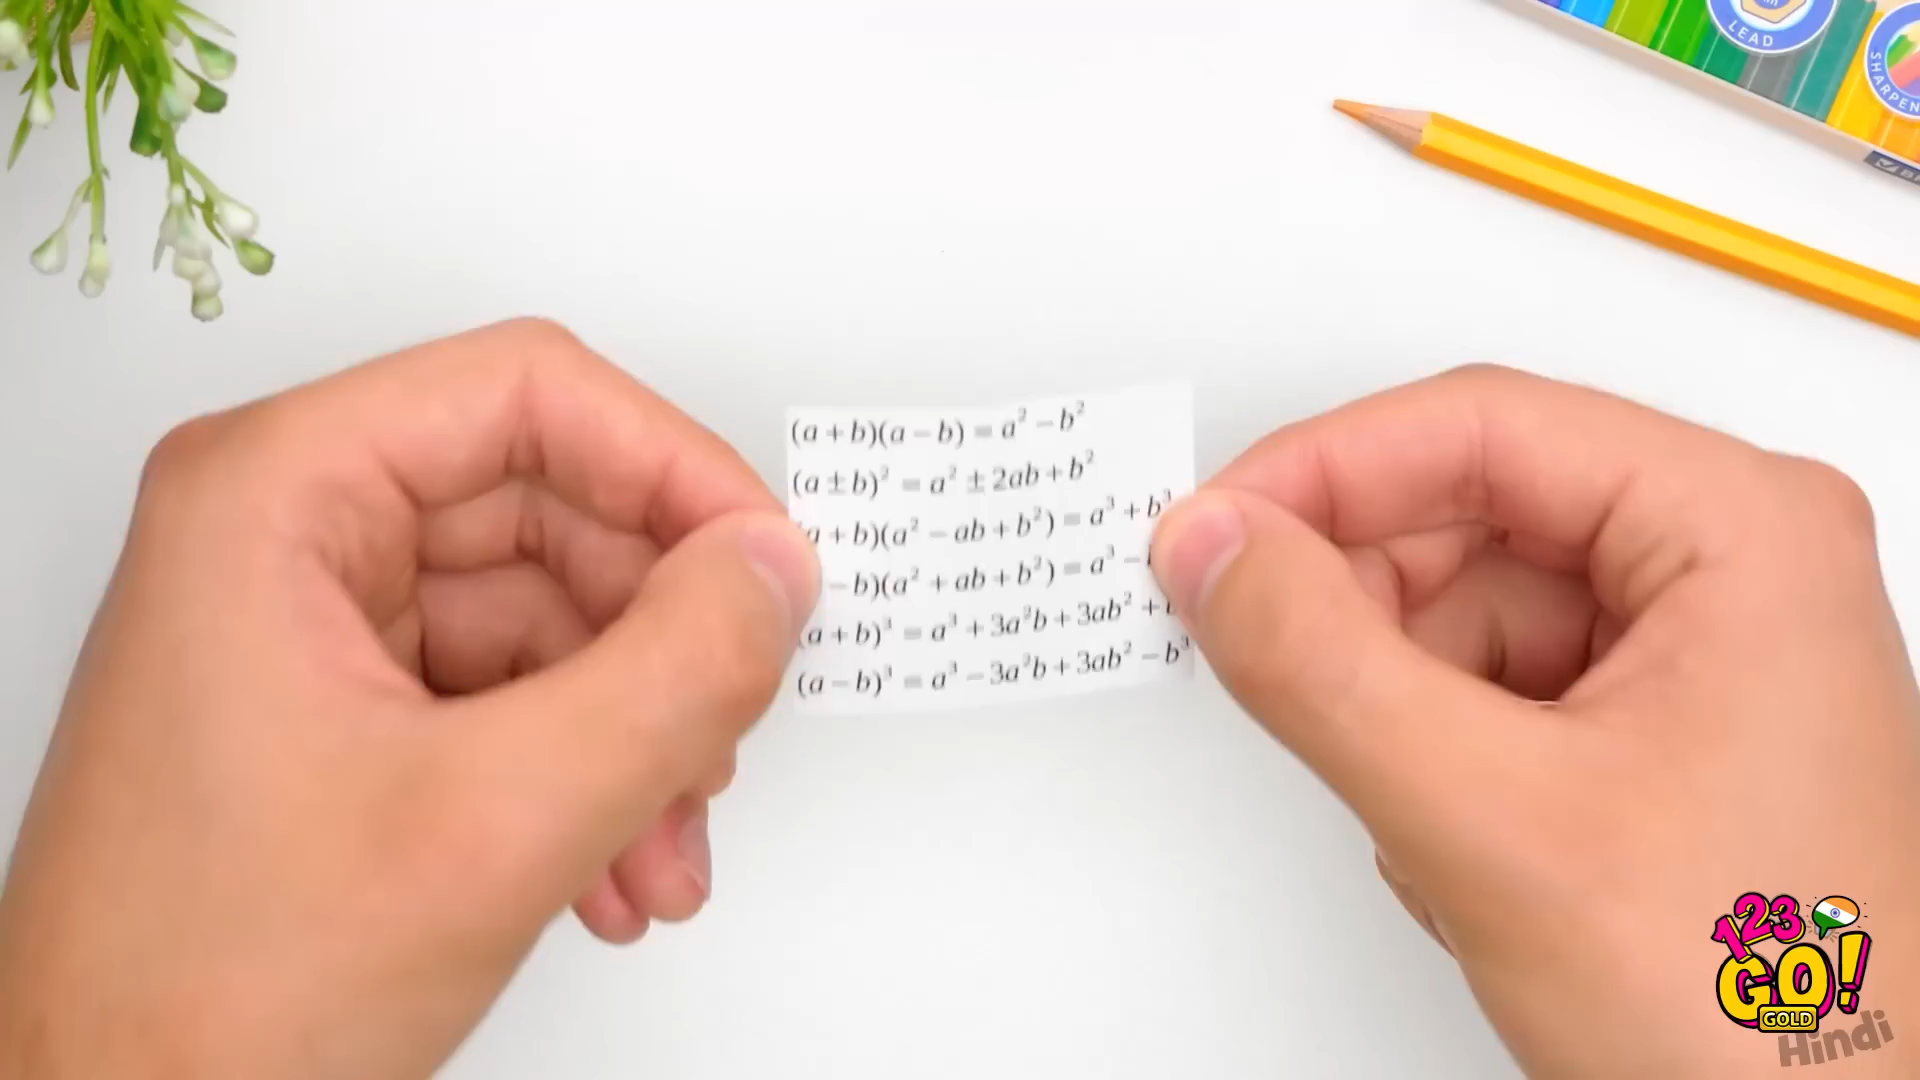 LEAD
SHARPEN
(a + b)(a − b) = a² − b²
(a ± b)² = a² ± 2ab + b²
a + b)(a² − ab + b²) = a³ + b³
− b)(a² + ab + b²) = a³ −
(a + b)³ = a³ + 3a²b + 3ab² +
(a − b)³ = a³ − 3a²b + 3ab² − b³
123
GO!
GOLD
Hindi